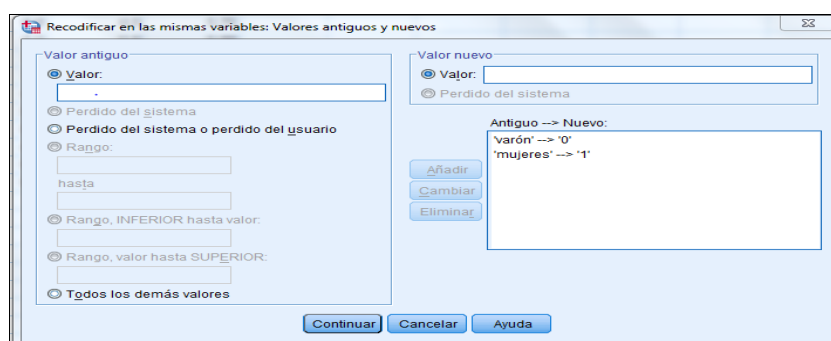 Recodificar en las mismas variables: Valores antiguos y nuevos
Valor antiguo
Valor:
.
Perdido del sistema
Perdido del sistema o perdido del usuario
Rango:
hasta
Rango, INFERIOR hasta valor:
Rango, valor hasta SUPERIOR:
Todos los demás valores
Valor nuevo
Valor:
Perdido del sistema
Antiguo --> Nuevo:
'varón' --> '0'
'mujeres' --> '1'
Añadir
Cambiar
Eliminar
Continuar Cancelar Ayuda